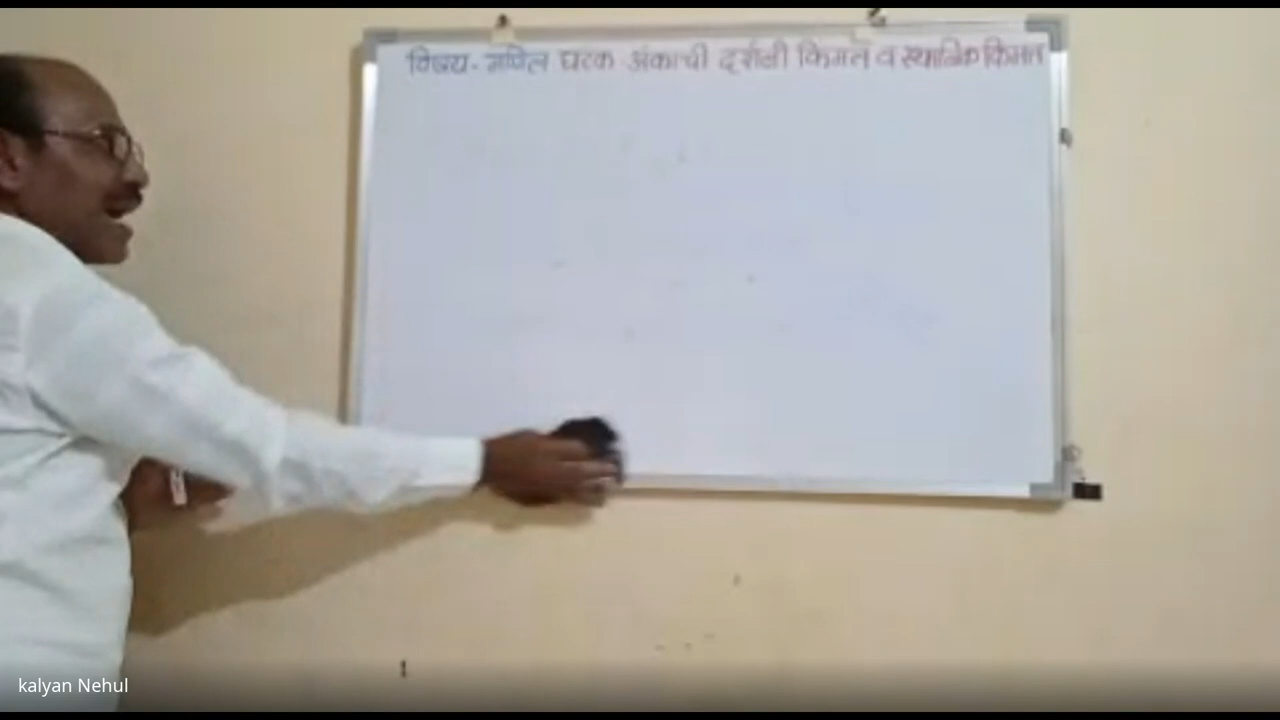 विषय- गणित घटक अंकाची दर्शनी किंमत व स्थानिक किंमत
kalyan Nehul